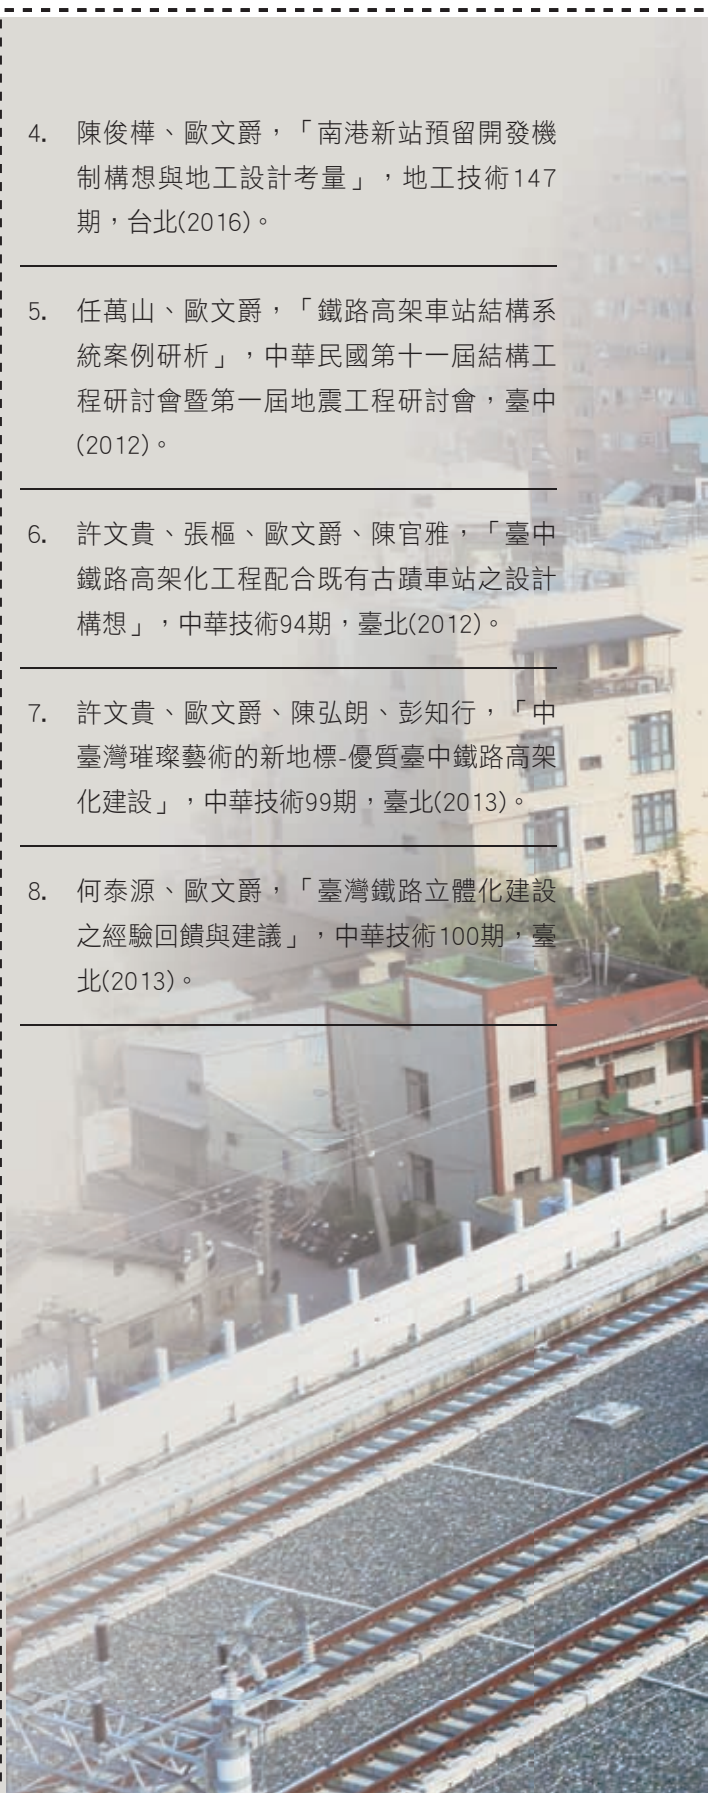 4. 陳俊樺、歐文爵，「南港新站預留開發機
制構想與地工設計考量」，地工技術147
期，台北(2016)。
5. 任萬山、歐文爵，「鐵路高架車站結構系
統案例研析」，中華民國第十一屆結構工
程研討會暨第一屆地震工程研討會，臺中
(2012)。
6. 許文貴、張樞、歐文爵、陳官雅，「臺中
鐵路高架化工程配合既有古蹟車站之設計
構想」，中華技術94期，臺北(2012)。
7. 許文貴、歐文爵、陳弘朗、彭知行，「中
臺灣璀璨藝術的新地標-優質臺中鐵路高架
化建設」，中華技術99期，臺北(2013)。
8. 何泰源、歐文爵，「臺灣鐵路立體化建設
之經驗回饋與建議」，中華技術100期，臺
北(2013)。